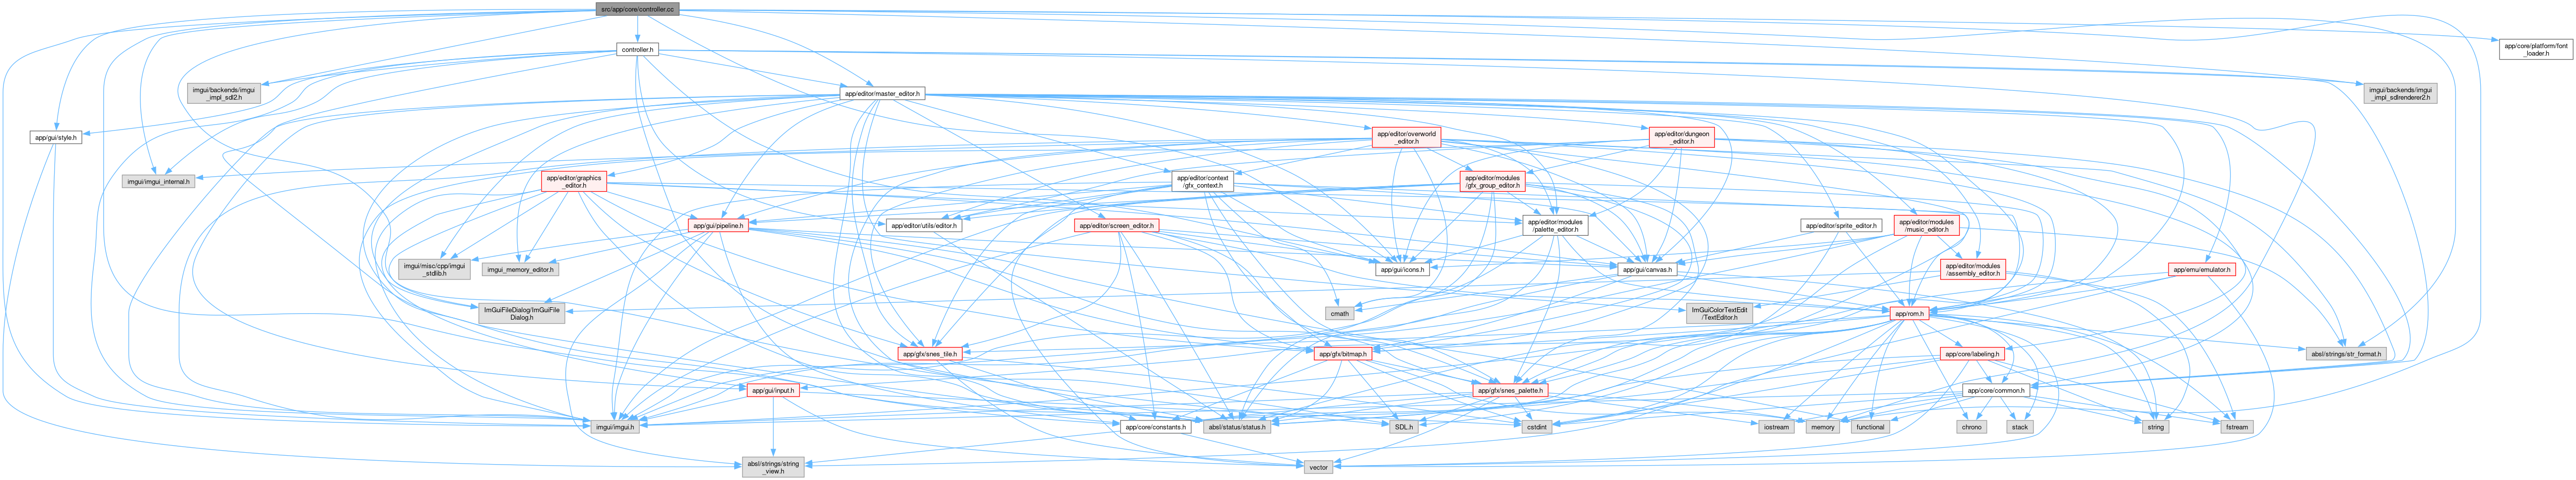 src/app/core/controller.cc
controller.h
app/core/platform/font
_loader.h
imgui/backends/imgui
_impl_sdl2.h
app/editor/master_editor.h
imgui/backends/imgui
_impl_sdlrenderer2.h
app/gui/style.h
app/editor/overworld
_editor.h
app/editor/dungeon
_editor.h
imgui/imgui_internal.h
app/editor/graphics
_editor.h
app/editor/context
/gfx_context.h
app/editor/modules
/gfx_group_editor.h
app/gui/pipeline.h
app/editor/utils/editor.h
app/editor/screen_editor.h
app/editor/modules
/palette_editor.h
app/editor/sprite_editor.h
app/editor/modules
/music_editor.h
imgui/misc/cpp/imgui
_stdlib.h
imgui_memory_editor.h
app/gui/icons.h
app/gui/canvas.h
app/editor/modules
/assembly_editor.h
app/emu/emulator.h
ImGuiFileDialog/ImGuiFile
Dialog.h
cmath
ImGuiColorTextEdit
/TextEditor.h
app/rom.h
app/gfx/snes_tile.h
app/gfx/bitmap.h
app/core/labeling.h
absl/strings/str_format.h
app/gui/input.h
app/gfx/snes_palette.h
app/core/common.h
imgui/imgui.h
app/core/constants.h
absl/status/status.h
SDL.h
cstdint
iostream
memory
functional
chrono
stack
string
fstream
absl/strings/string
_view.h
vector